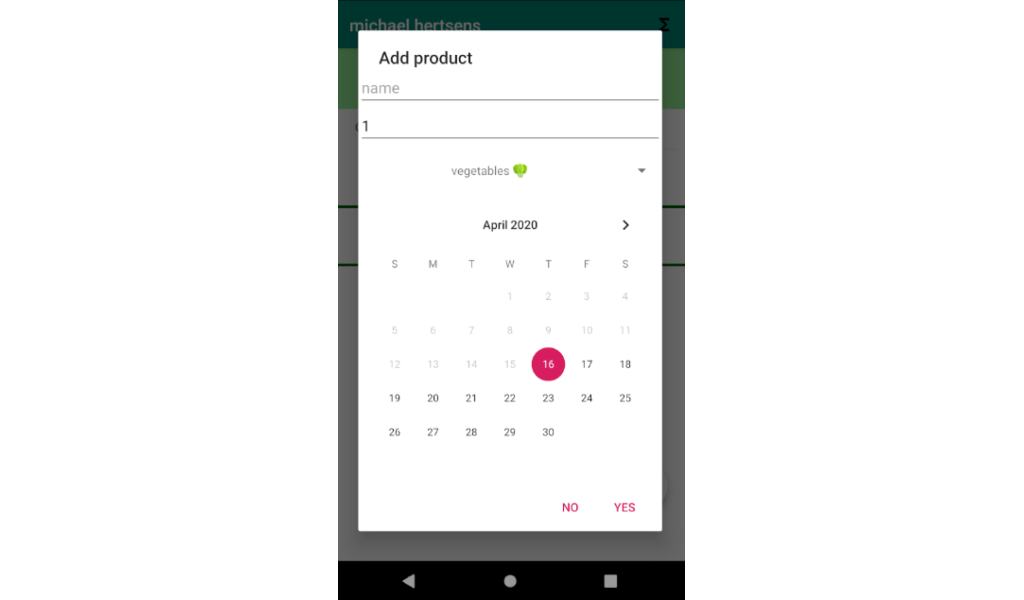 michael hertsens Σ
Add product
name
1
vegetables 🥦
April 2020
S M T W T F S
1 2 3 4
5 6 7 8 9 10 11
12 13 14 15 16 17 18
19 20 21 22 23 24 25
26 27 28 29 30
NO YES